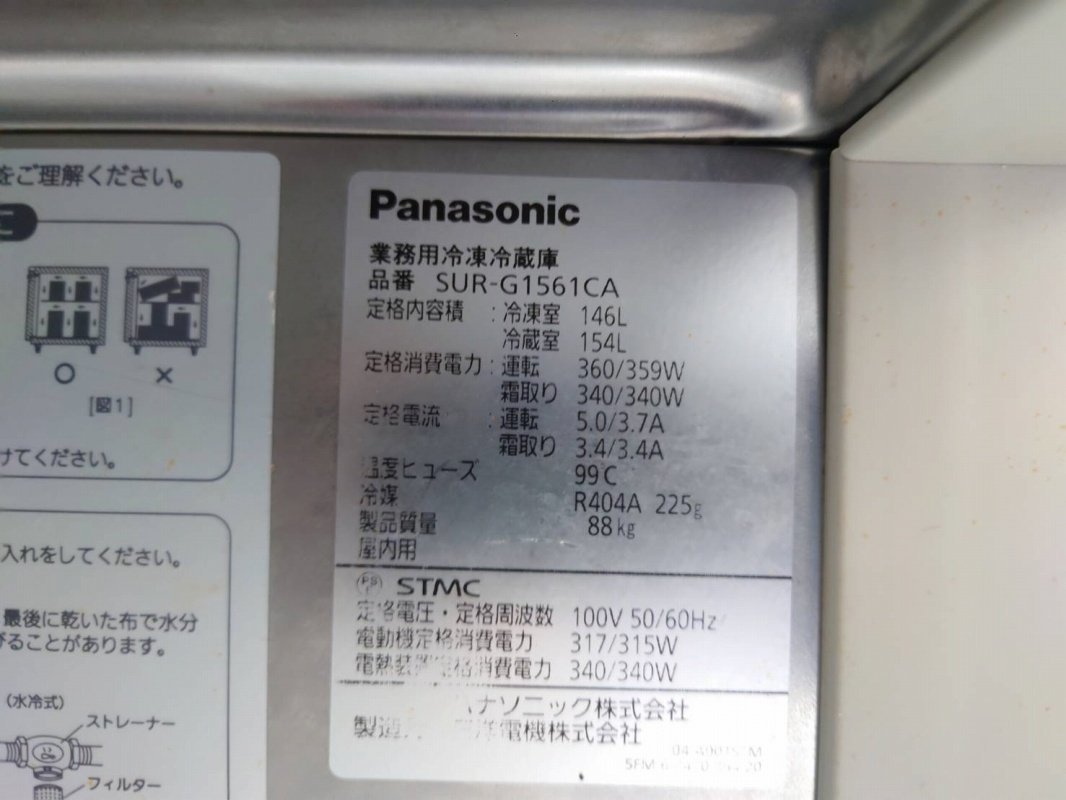 をご理解ください。
[図1]
けてください。
入れをしてください。
最後に乾いた布で水分
ることがあります。
(水冷式)
ストレーナー
フィルター
Panasonic
業務用冷凍冷蔵庫
品番 SUR-G1561CA
定格内容積 : 冷凍室 146L
冷蔵室 154L
定格消費電力 : 運転 360/359W
霜取り 340/340W
定格電流 : 運転 5.0/3.7A
霜取り 3.4/3.4A
温度ヒューズ 99℃
冷媒 R404A 225g
製品質量 88kg
屋内用
PS STMC
定格電圧・定格周波数 100V 50/60Hz
電動機定格消費電力 317/315W
電熱装置定格消費電力 340/340W
パナソニック株式会社
電機株式会社